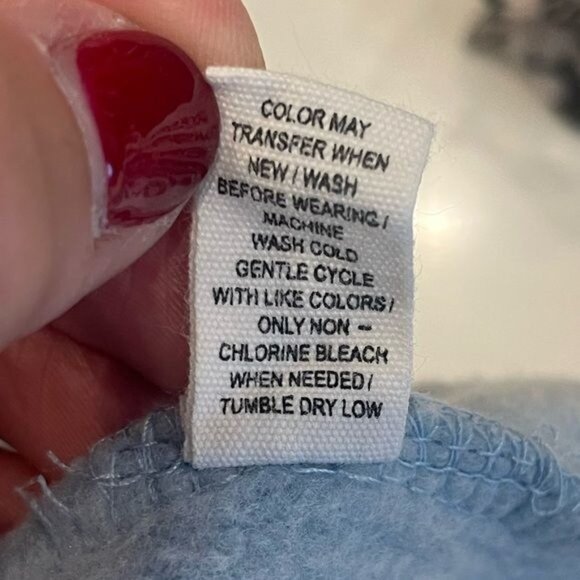 COLOR MAY
TRANSFER WHEN
NEW / WASH
BEFORE WEARING /
MACHINE
WASH COLD
GENTLE CYCLE
WITH LIKE COLORS /
ONLY NON –
CHLORINE BLEACH
WHEN NEEDED /
TUMBLE DRY LOW